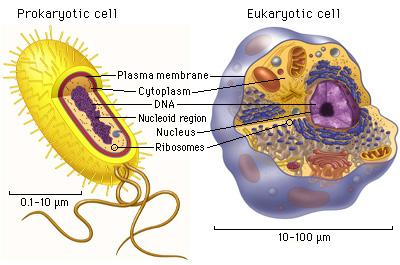 Prokaryotic cell
Eukaryotic cell
Plasma membrane
Cytoplasm
DNA
Nucleoid region
Nucleus
Ribosomes
0.1–10 μm
10–100 μm